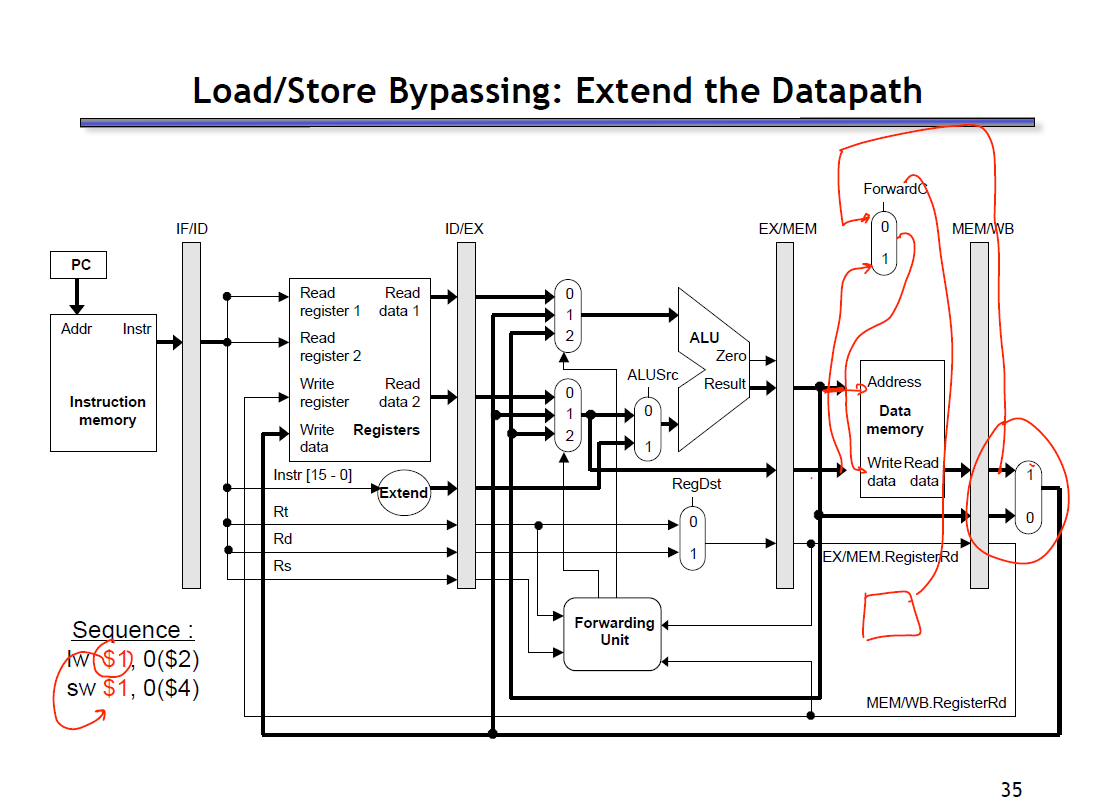 Load/Store Bypassing: Extend the Datapath
ForwardC
0
1
IF/ID
ID/EX
EX/MEM
MEM/WB
PC
Addr Instr
Instruction
memory
Read
register 1
Read
data 1
Read
register 2
Write
register
Read
data 2
Write
data
Registers
Instr [15 - 0]
Extend
Rt
Rd
Rs
0
1
2
0
1
2
ALUSrc
0
1
ALU
Zero
Result
RegDst
0
1
Address
Data
memory
Write
data
Read
data
1
0
EX/MEM.RegisterRd
Forwarding
Unit
MEM/WB.RegisterRd
Sequence :
lw $1, 0($2)
sw $1, 0($4)
35